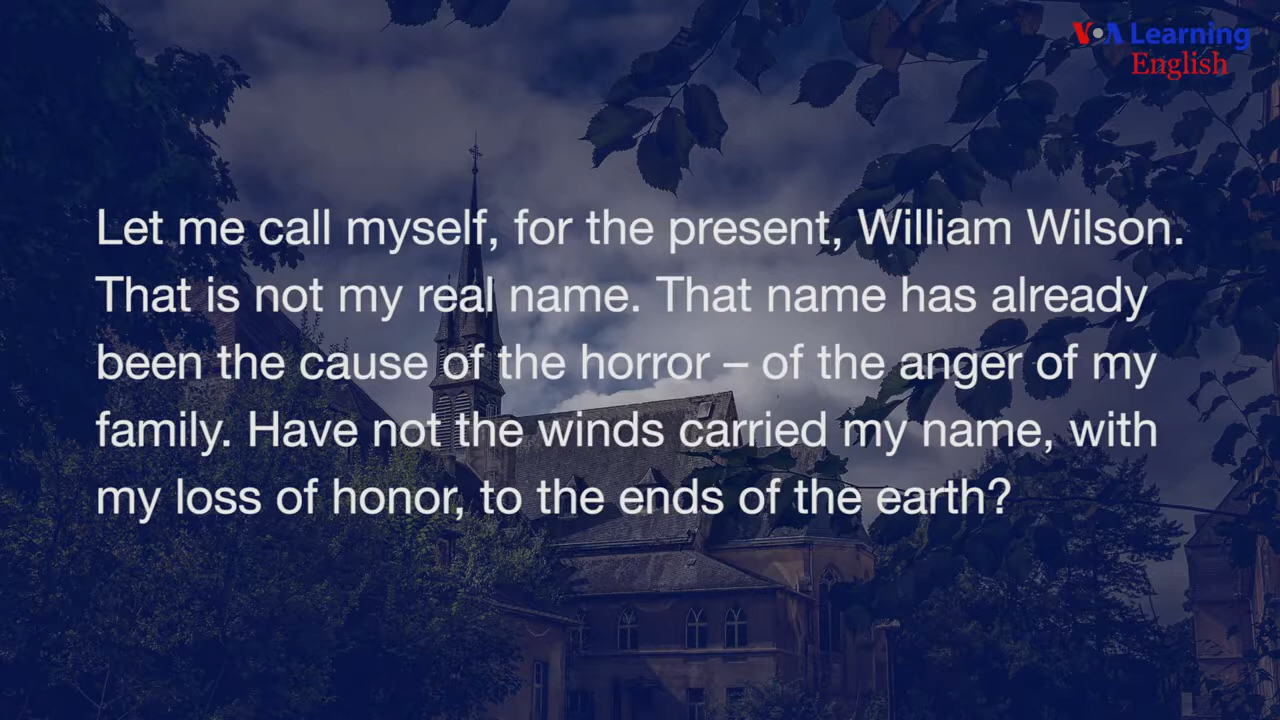 VOA Learning
English
Let me call myself, for the present, William Wilson.
That is not my real name. That name has already
been the cause of the horror – of the anger of my
family. Have not the winds carried my name, with
my loss of honor, to the ends of the earth?